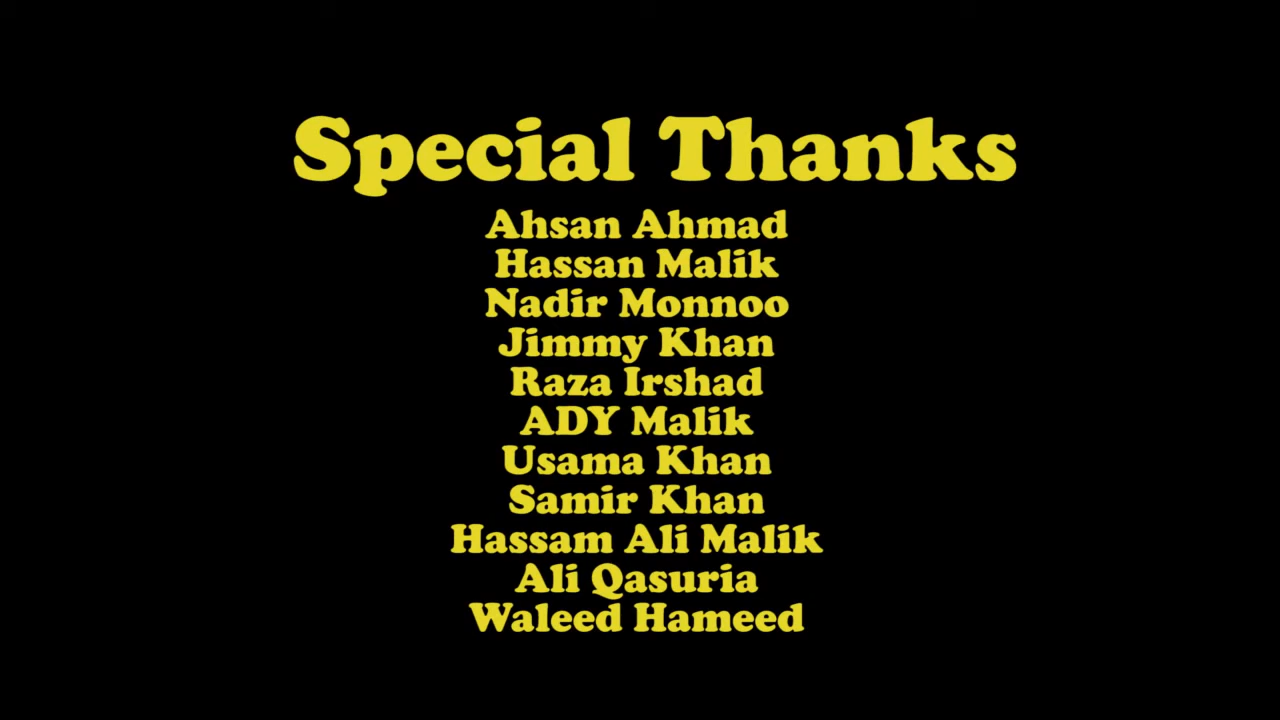 Special Thanks
Ahsan Ahmad
Hassan Malik
Nadir Monnoo
Jimmy Khan
Raza Irshad
ADY Malik
Usama Khan
Samir Khan
Hassam Ali Malik
Ali Qasuria
Waleed Hameed